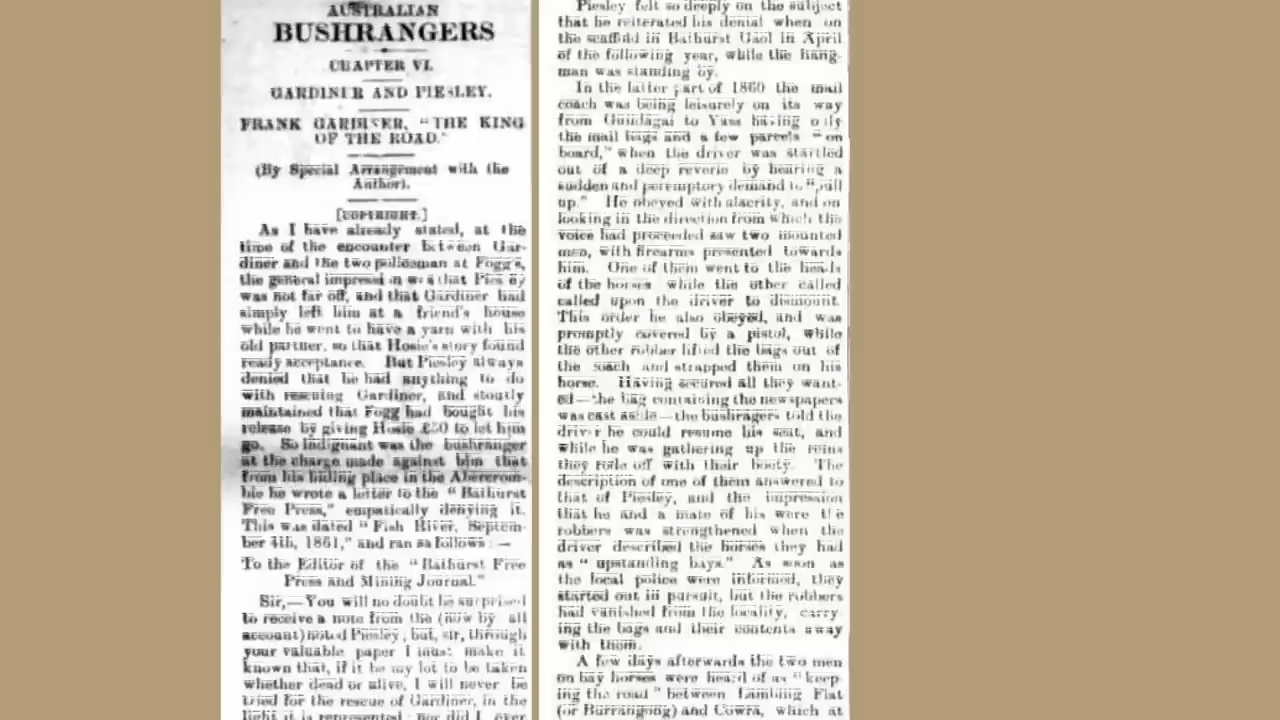 AUSTRALIAN
BUSHRANGERS
CHAPTER VI.
GARDINER AND PIESLEY.
FRANK GARDINER, "THE KING
OF THE ROAD."
(By Special Arrangement with the
Author).
[COPYRIGHT.]
As I have already stated, at the
time of the encounter between Gar-
diner and the two policeman at Fogg's,
the general impression was that Piesley
was not far off, and that Gardiner had
simply left him at a friend's house
while he went to have a yarn with his
old partner, so that Hosie's story found
ready acceptance. But Piesley always
denied that he had anything to do
with rescuing Gardiner, and stoutly
maintained that Fogg had bought his
release by giving Hosie £50 to let him
go. So indignant was the bushranger
at the charge made against him that
from his hiding place in the Abercrom-
bie he wrote a letter to the "Bathurst
Free Press," empatically denying it.
This was dated "Fish River, Septem-
ber 4th, 1861," and ran as follows:—
To the Editor of the "Bathurst Free
Press and Mining Journal."
Sir,—You will no doubt be surprised
to receive a note from the (now by all
account) noted Piesley; but, sir, through
your valuable paper I must make it
known that, if it be my lot to be taken
whether dead or alive, I will never be
tried for the rescue of Gardiner, in the
light it is represented; nor did I ever
Piesley felt so deeply on the subject
that he reiterated his denial when on
the scaffold in Bathurst Gaol in April
of the following year, while the hang-
man was standing by.
In the latter part of 1860 the mail
coach was being leisurely on its way
from Gundagai to Yass having only
the mail bags and a few parcels "on
board," when the driver was startled
out of a deep reverie by hearing a
sudden and peremptory demand to "pull
up." He obeyed with alacrity, and on
looking in the direction from which the
voice had proceeded saw two mounted
men, with firearms presented towards
him. One of them went to the heads
of the horses while the other called
called upon the driver to dismount.
This order he also obeyed, and was
promptly covered by a pistol, while
the other robber lifted the bags out of
the coach and strapped them on his
horse. Having secured all they want-
ed—the bag containing the newspapers
was cast aside—the bushragers told the
driver he could resume his seat, and
while he was gathering up the reins
they rode off with their booty. The
description of one of them answered to
that of Piesley, and the impression
that he and a mate of his were the
robbers was strengthened when the
driver described the horses they had
as "upstanding bays." As soon as
the local police were informed, they
started out in pursuit, but the robbers
had vanished from the locality, carry
ing the bags and their contents away
with them.
A few days afterwards the two men
on bay horses were heard of as "keep-
ing the road" between Lambing Flat
(or Burrangong) and Cowra, which at